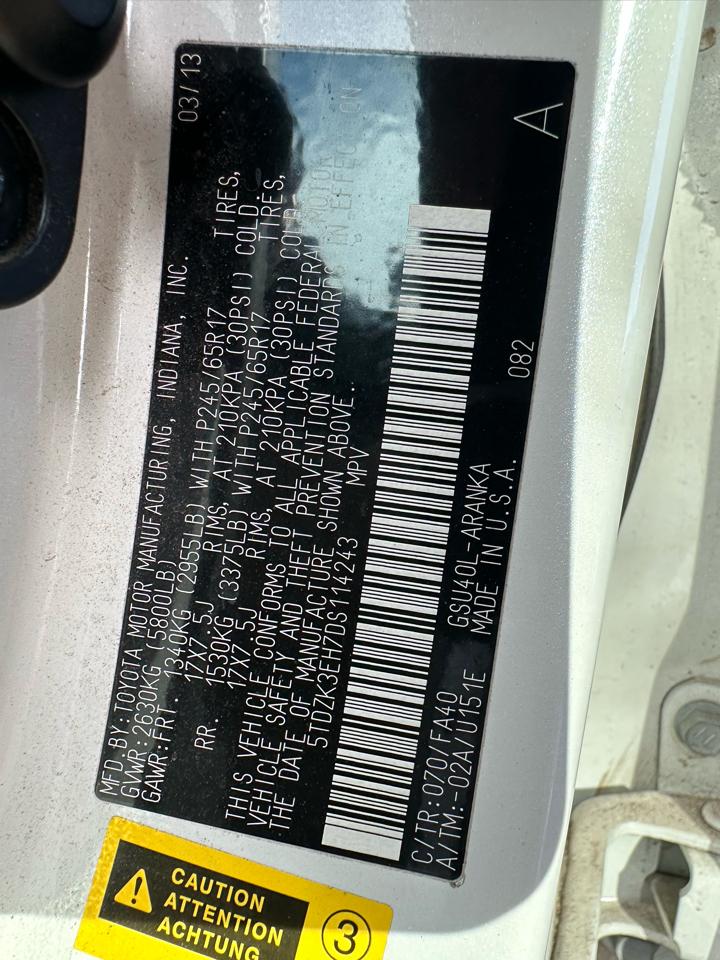 MFD.BY:TOYOTA MOTOR MANUFACTURING, INDIANA, INC. 03/13
GVWR:2630KG (5800LB)
GAWR:FRT. 1340KG (2955LB) WITH P245/65R17 TIRES,
17X7.5J RIMS, AT 210KPA (30PSI) COLD.
RR. 1530KG (3375LB) WITH P245/65R17 TIRES,
17X7.5J RIMS, AT 210KPA (30PSI) COLD.
THIS VEHICLE CONFORMS TO ALL APPLICABLE FEDERAL MOTOR
VEHICLE SAFETY AND THEFT PREVENTION STANDARDS IN EFFECT ON
THE DATE OF MANUFACTURE SHOWN ABOVE.
5TDZK3EH7DS114243 MPV
C/TR:070/FA40 GSU40L-ARANKA 082 A
A/TM:-02A/U151E MADE IN U.S.A.
CAUTION
ATTENTION
ACHTUNG
3